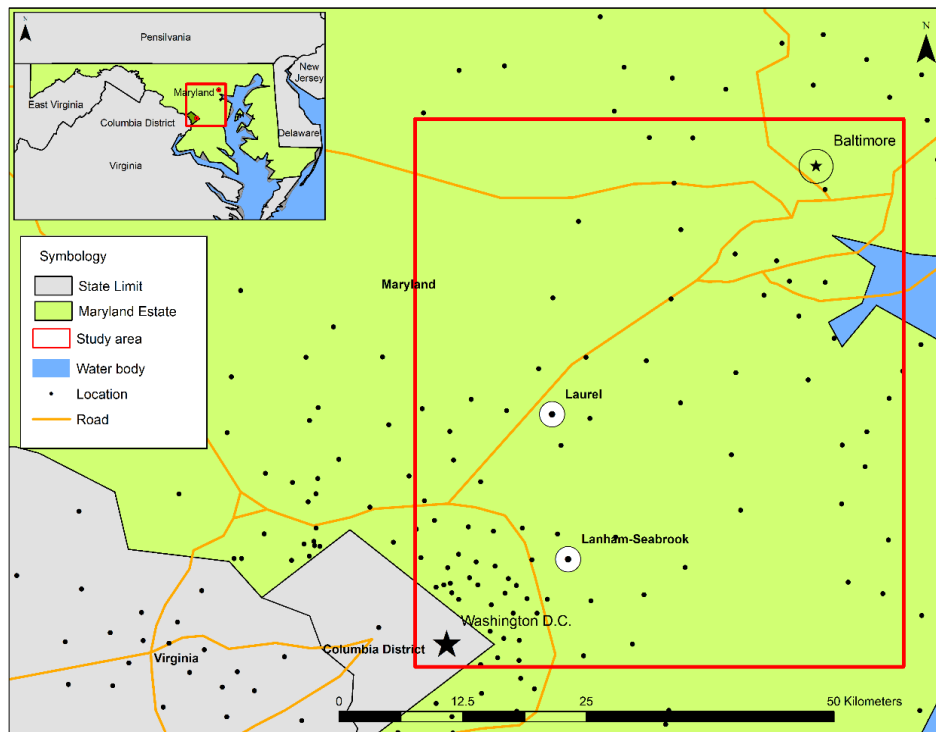 N
Pensilvania
New
Jersey
Maryland
East Virginia
Columbia District
Delaware
Virginia
N
Baltimore
Symbology
State Limit
Maryland Estate
Study area
Water body
Location
Road
Maryland
Laurel
Lanham-Seabrook
Washington D.C.
Columbia District
Virginia
0 12.5 25 50 Kilometers